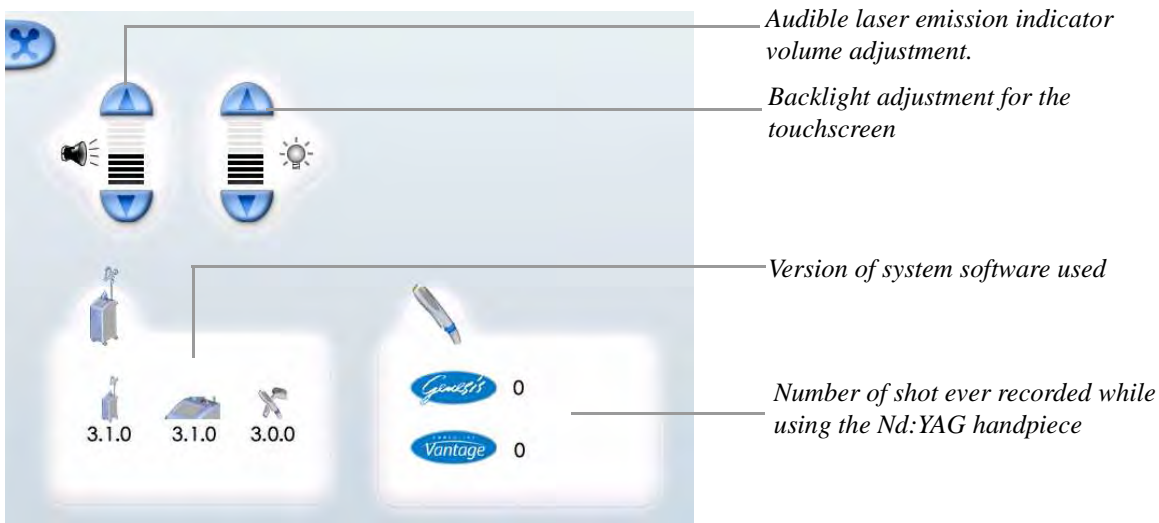 Audible laser emission indicator
volume adjustment.
Backlight adjustment for the
touchscreen
Version of system software used
3.1.0 3.1.0 3.0.0
Genesis 0
Vantage 0
Number of shot ever recorded while
using the Nd:YAG handpiece